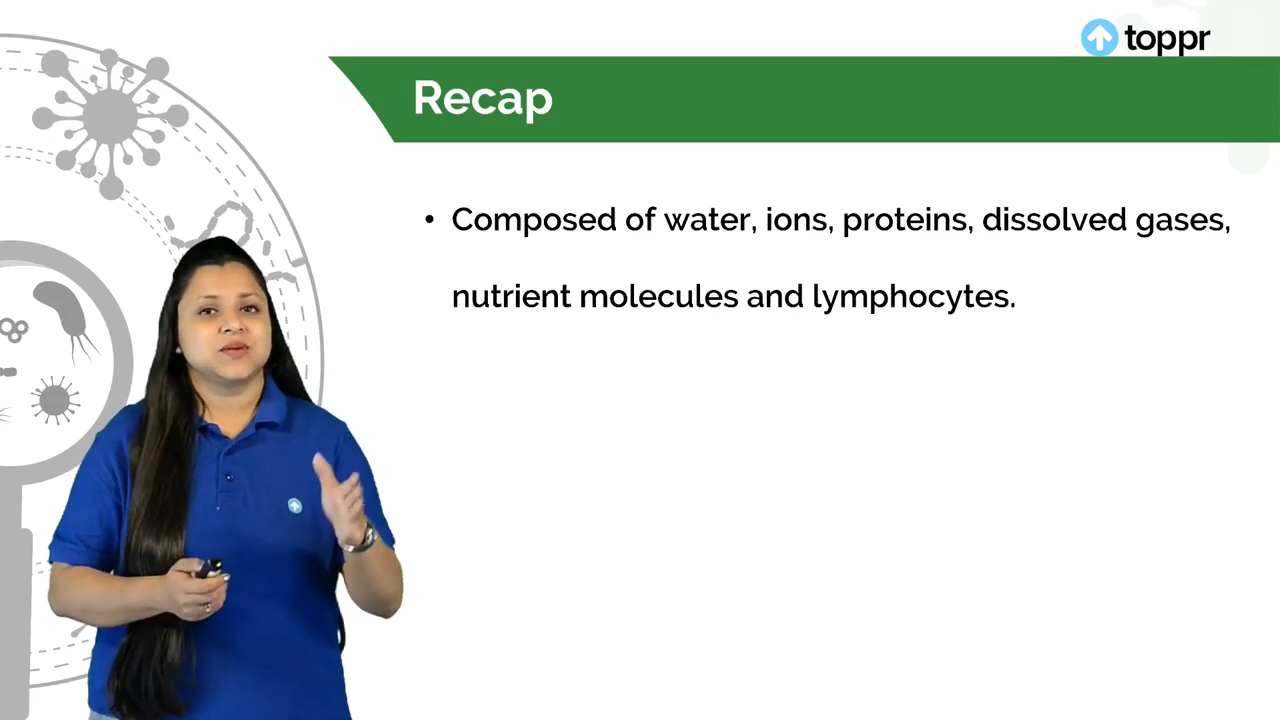 toppr
Recap
• Composed of water, ions, proteins, dissolved gases,
nutrient molecules and lymphocytes.